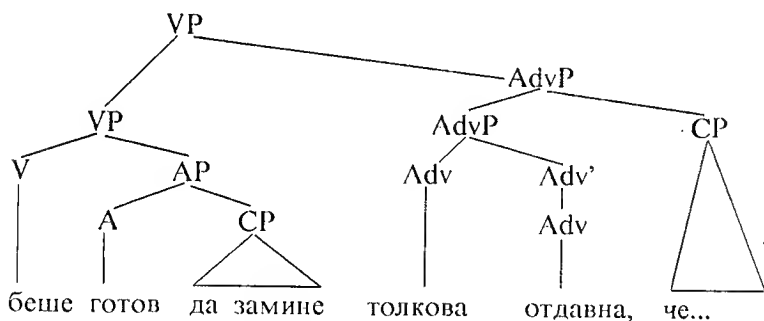 VP
AdvP
VP AdvP CP
V AP Adv Adv'
A CP Adv
беше готов да замине толкова отдавна, че...